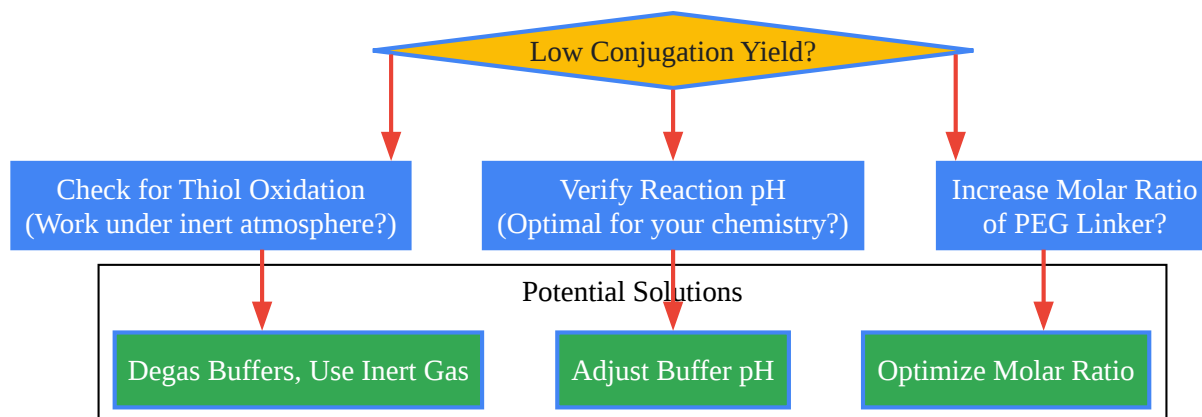 Low Conjugation Yield?
Check for Thiol Oxidation
(Work under inert atmosphere?)
Verify Reaction pH
(Optimal for your chemistry?)
Increase Molar Ratio
of PEG Linker?
Potential Solutions
Degas Buffers, Use Inert Gas
Adjust Buffer pH
Optimize Molar Ratio